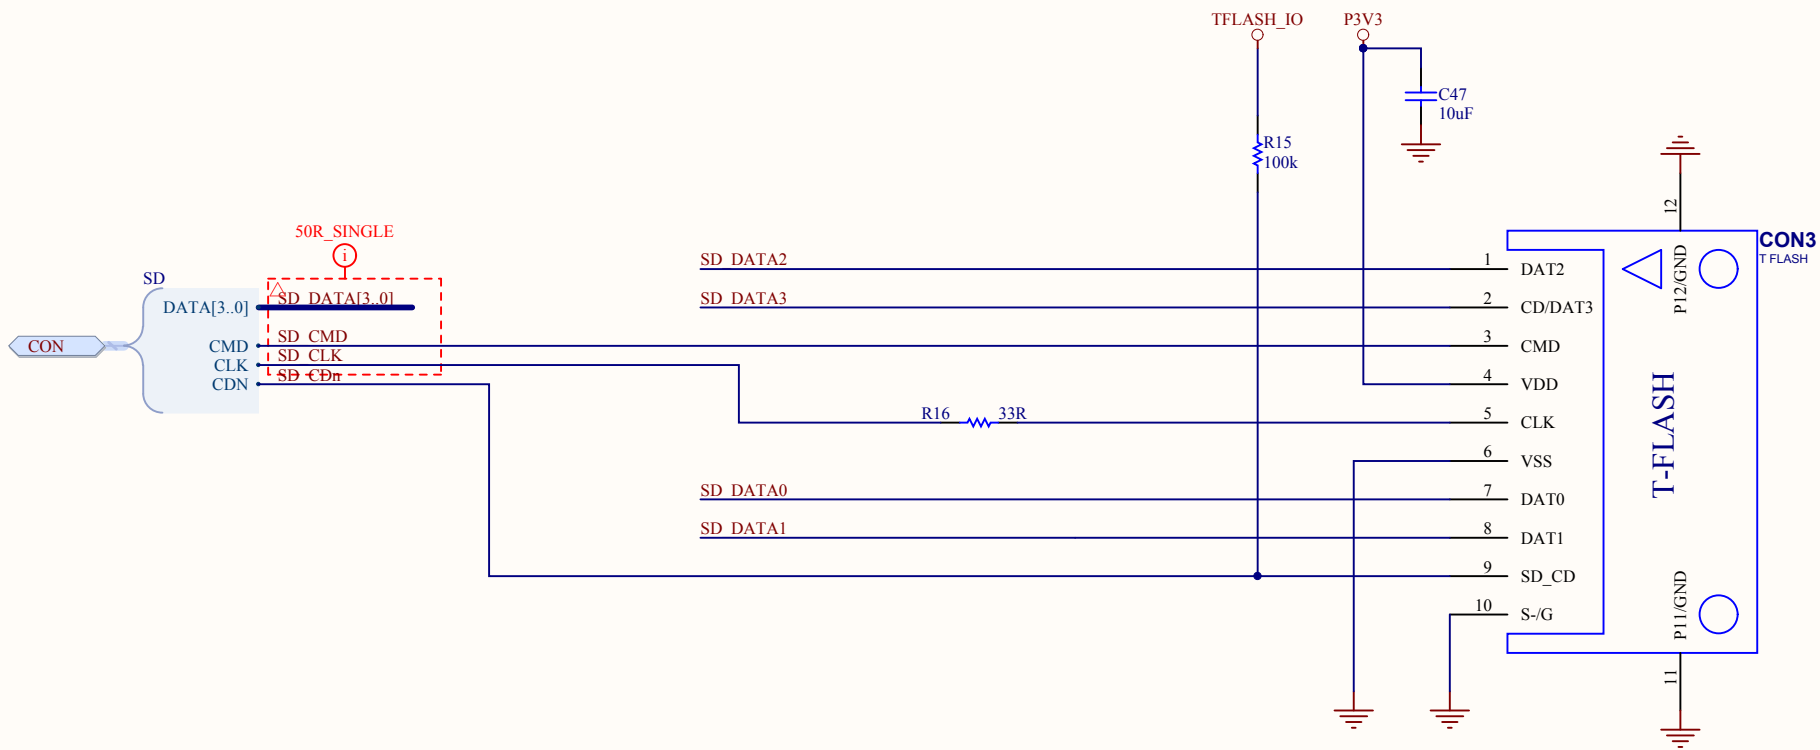 TFLASH_IO
P3V3
C47
10uF
R15
100k
12
50R_SINGLE
i
CON3
T FLASH
P12/GND
SD
SD_DATA2
1
DAT2
DATA[3..0]
SD_DATA[3..0]
SD_DATA3
2
CD/DAT3
CON
CMD
SD_CMD
3
CMD
CLK
SD_CLK
CDN
SD_CDn
4
VDD
R16
33R
5
CLK
T-FLASH
6
VSS
SD_DATA0
7
DAT0
SD_DATA1
8
DAT1
9
SD_CD
10
S-/G
P11/GND
11